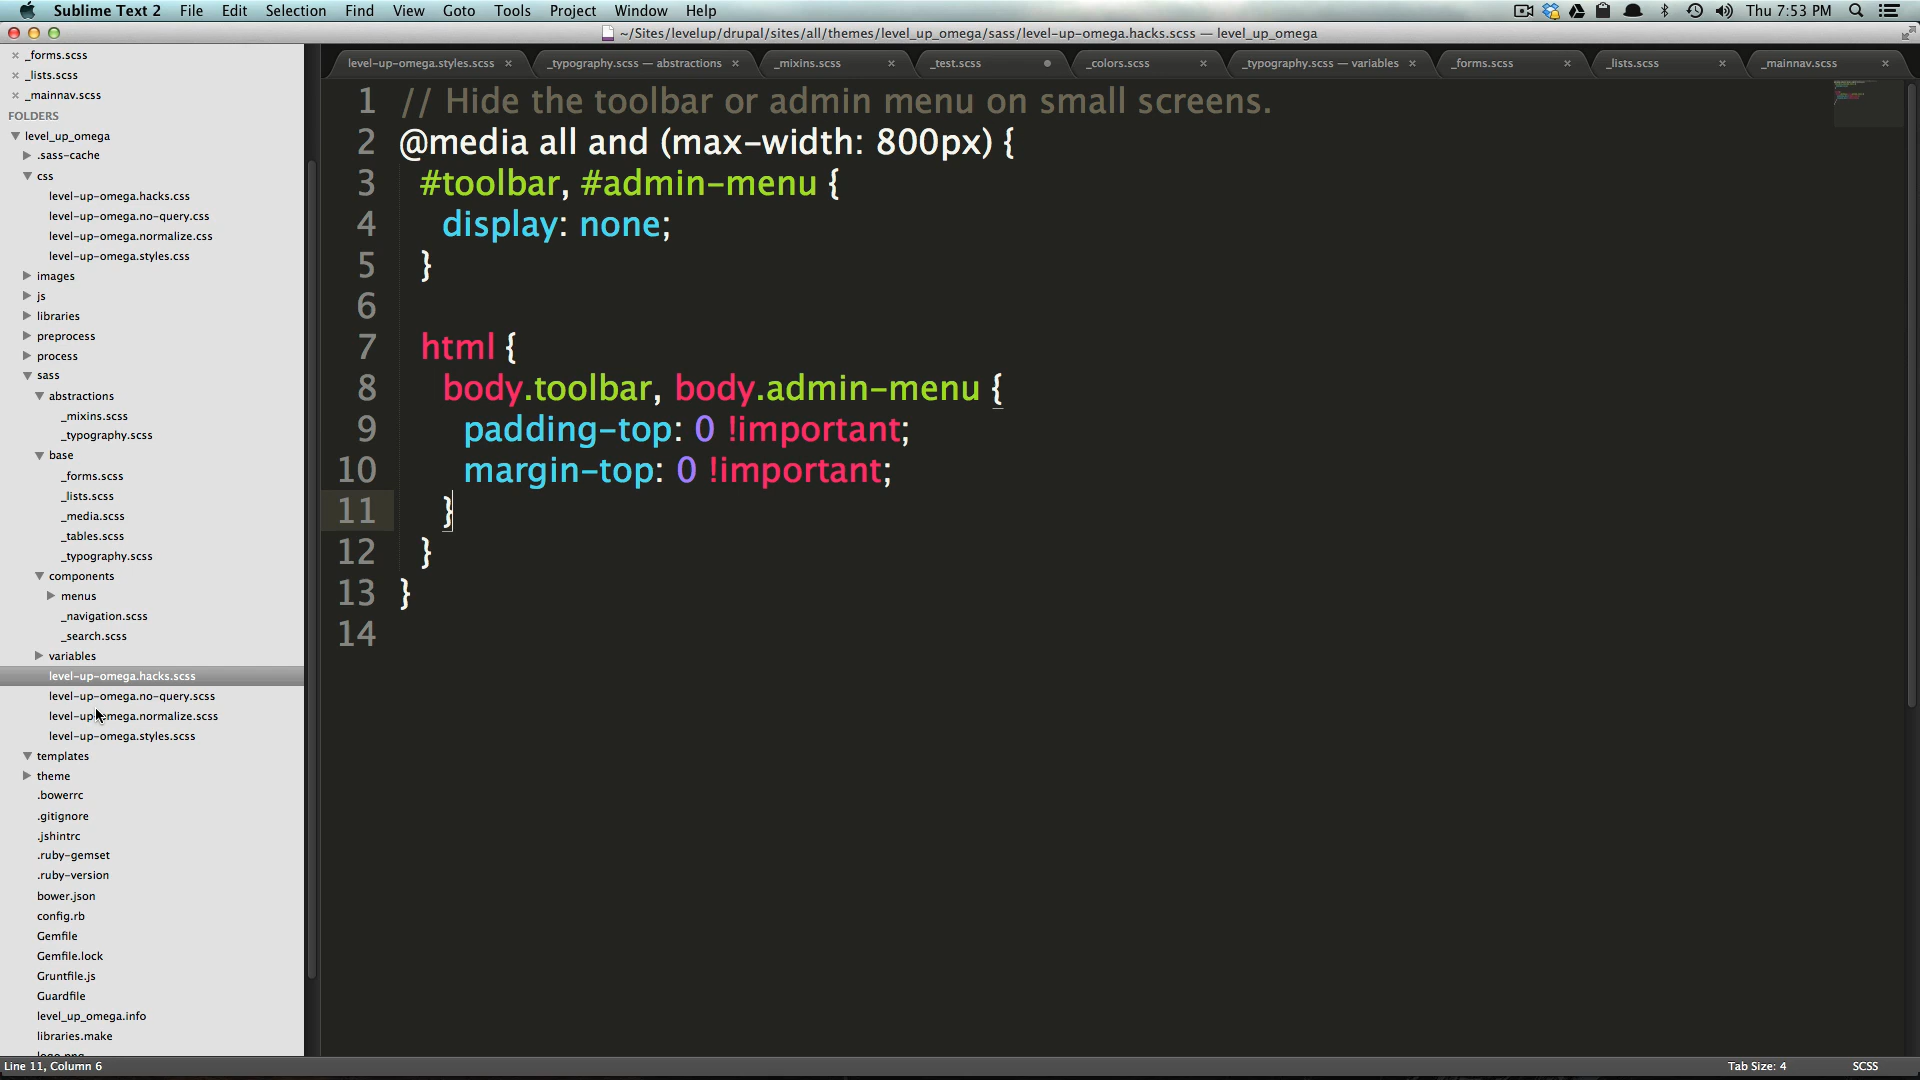 Sublime Text 2 File Edit Selection Find View Goto Tools Project Window Help Thu 7:53 PM
~/Sites/levelup/drupal/sites/all/themes/level_up_omega/sass/level-up-omega.hacks.scss — level_up_omega
level-up-omega.styles.scss × _typography.scss — abstractions × _mixins.scss × _test.scss • _colors.scss × _typography.scss — variables × _forms.scss × _lists.scss × _mainnav.scss ×
× _forms.scss
× _lists.scss
× _mainnav.scss
FOLDERS
level_up_omega
.sass-cache
css
level-up-omega.hacks.css
level-up-omega.no-query.css
level-up-omega.normalize.css
level-up-omega.styles.css
images
js
libraries
preprocess
process
sass
abstractions
_mixins.scss
_typography.scss
base
_forms.scss
_lists.scss
_media.scss
_tables.scss
_typography.scss
components
menus
_navigation.scss
_search.scss
variables
level-up-omega.hacks.scss
level-up-omega.no-query.scss
level-up-omega.normalize.scss
level-up-omega.styles.scss
templates
theme
.bowerrc
.gitignore
.jshintrc
.ruby-gemset
.ruby-version
bower.json
config.rb
Gemfile
Gemfile.lock
Gruntfile.js
Guardfile
level_up_omega.info
libraries.make
1 // Hide the toolbar or admin menu on small screens.
2 @media all and (max-width: 800px) {
3 #toolbar, #admin-menu {
4 display: none;
5 }
6
7 html {
8 body.toolbar, body.admin-menu {
9 padding-top: 0 !important;
10 margin-top: 0 !important;
11 }
12 }
13 }
14
Line 11, Column 6 Tab Size: 4 SCSS